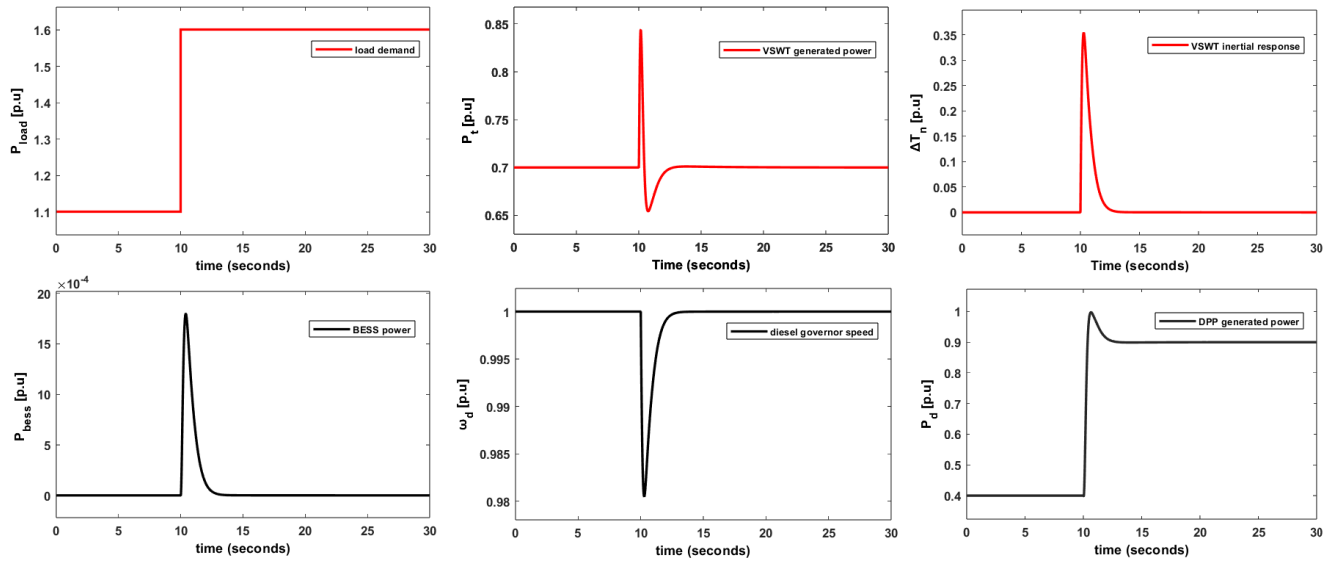 1.6
1.5
1.4
1.3
1.2
1.1
P_load [p.u]
load demand
0 5 10 15 20 25 30
time (seconds)
0.85
0.8
0.75
0.7
0.65
P_t [p.u]
VSWT generated power
0 5 10 15 20 25 30
Time (seconds)
0.35
0.3
0.25
0.2
0.15
0.1
0.05
0
ΔT_n [p.u]
VSWT inertial response
0 5 10 15 20 25 30
Time (seconds)
×10^-4
20
15
10
5
0
P_bess [p.u]
BESS power
0 5 10 15 20 25 30
time (seconds)
1
0.995
0.99
0.985
0.98
ω_d [p.u]
diesel governor speed
0 5 10 15 20 25 30
time (seconds)
1
0.9
0.8
0.7
0.6
0.5
0.4
P_d [p.u]
DPP generated power
0 5 10 15 20 25 30
time (seconds)